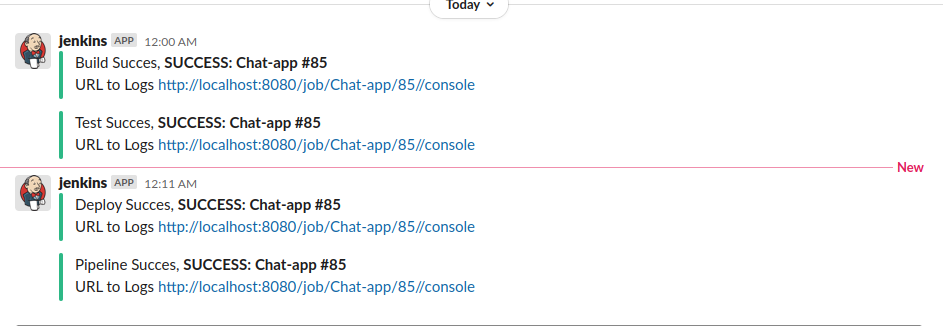 Today
jenkins APP 12:00 AM
Build Succes, SUCCESS: Chat-app #85
URL to Logs http://localhost:8080/job/Chat-app/85//console
Test Succes, SUCCESS: Chat-app #85
URL to Logs http://localhost:8080/job/Chat-app/85//console
New
jenkins APP 12:11 AM
Deploy Succes, SUCCESS: Chat-app #85
URL to Logs http://localhost:8080/job/Chat-app/85//console
Pipeline Succes, SUCCESS: Chat-app #85
URL to Logs http://localhost:8080/job/Chat-app/85//console